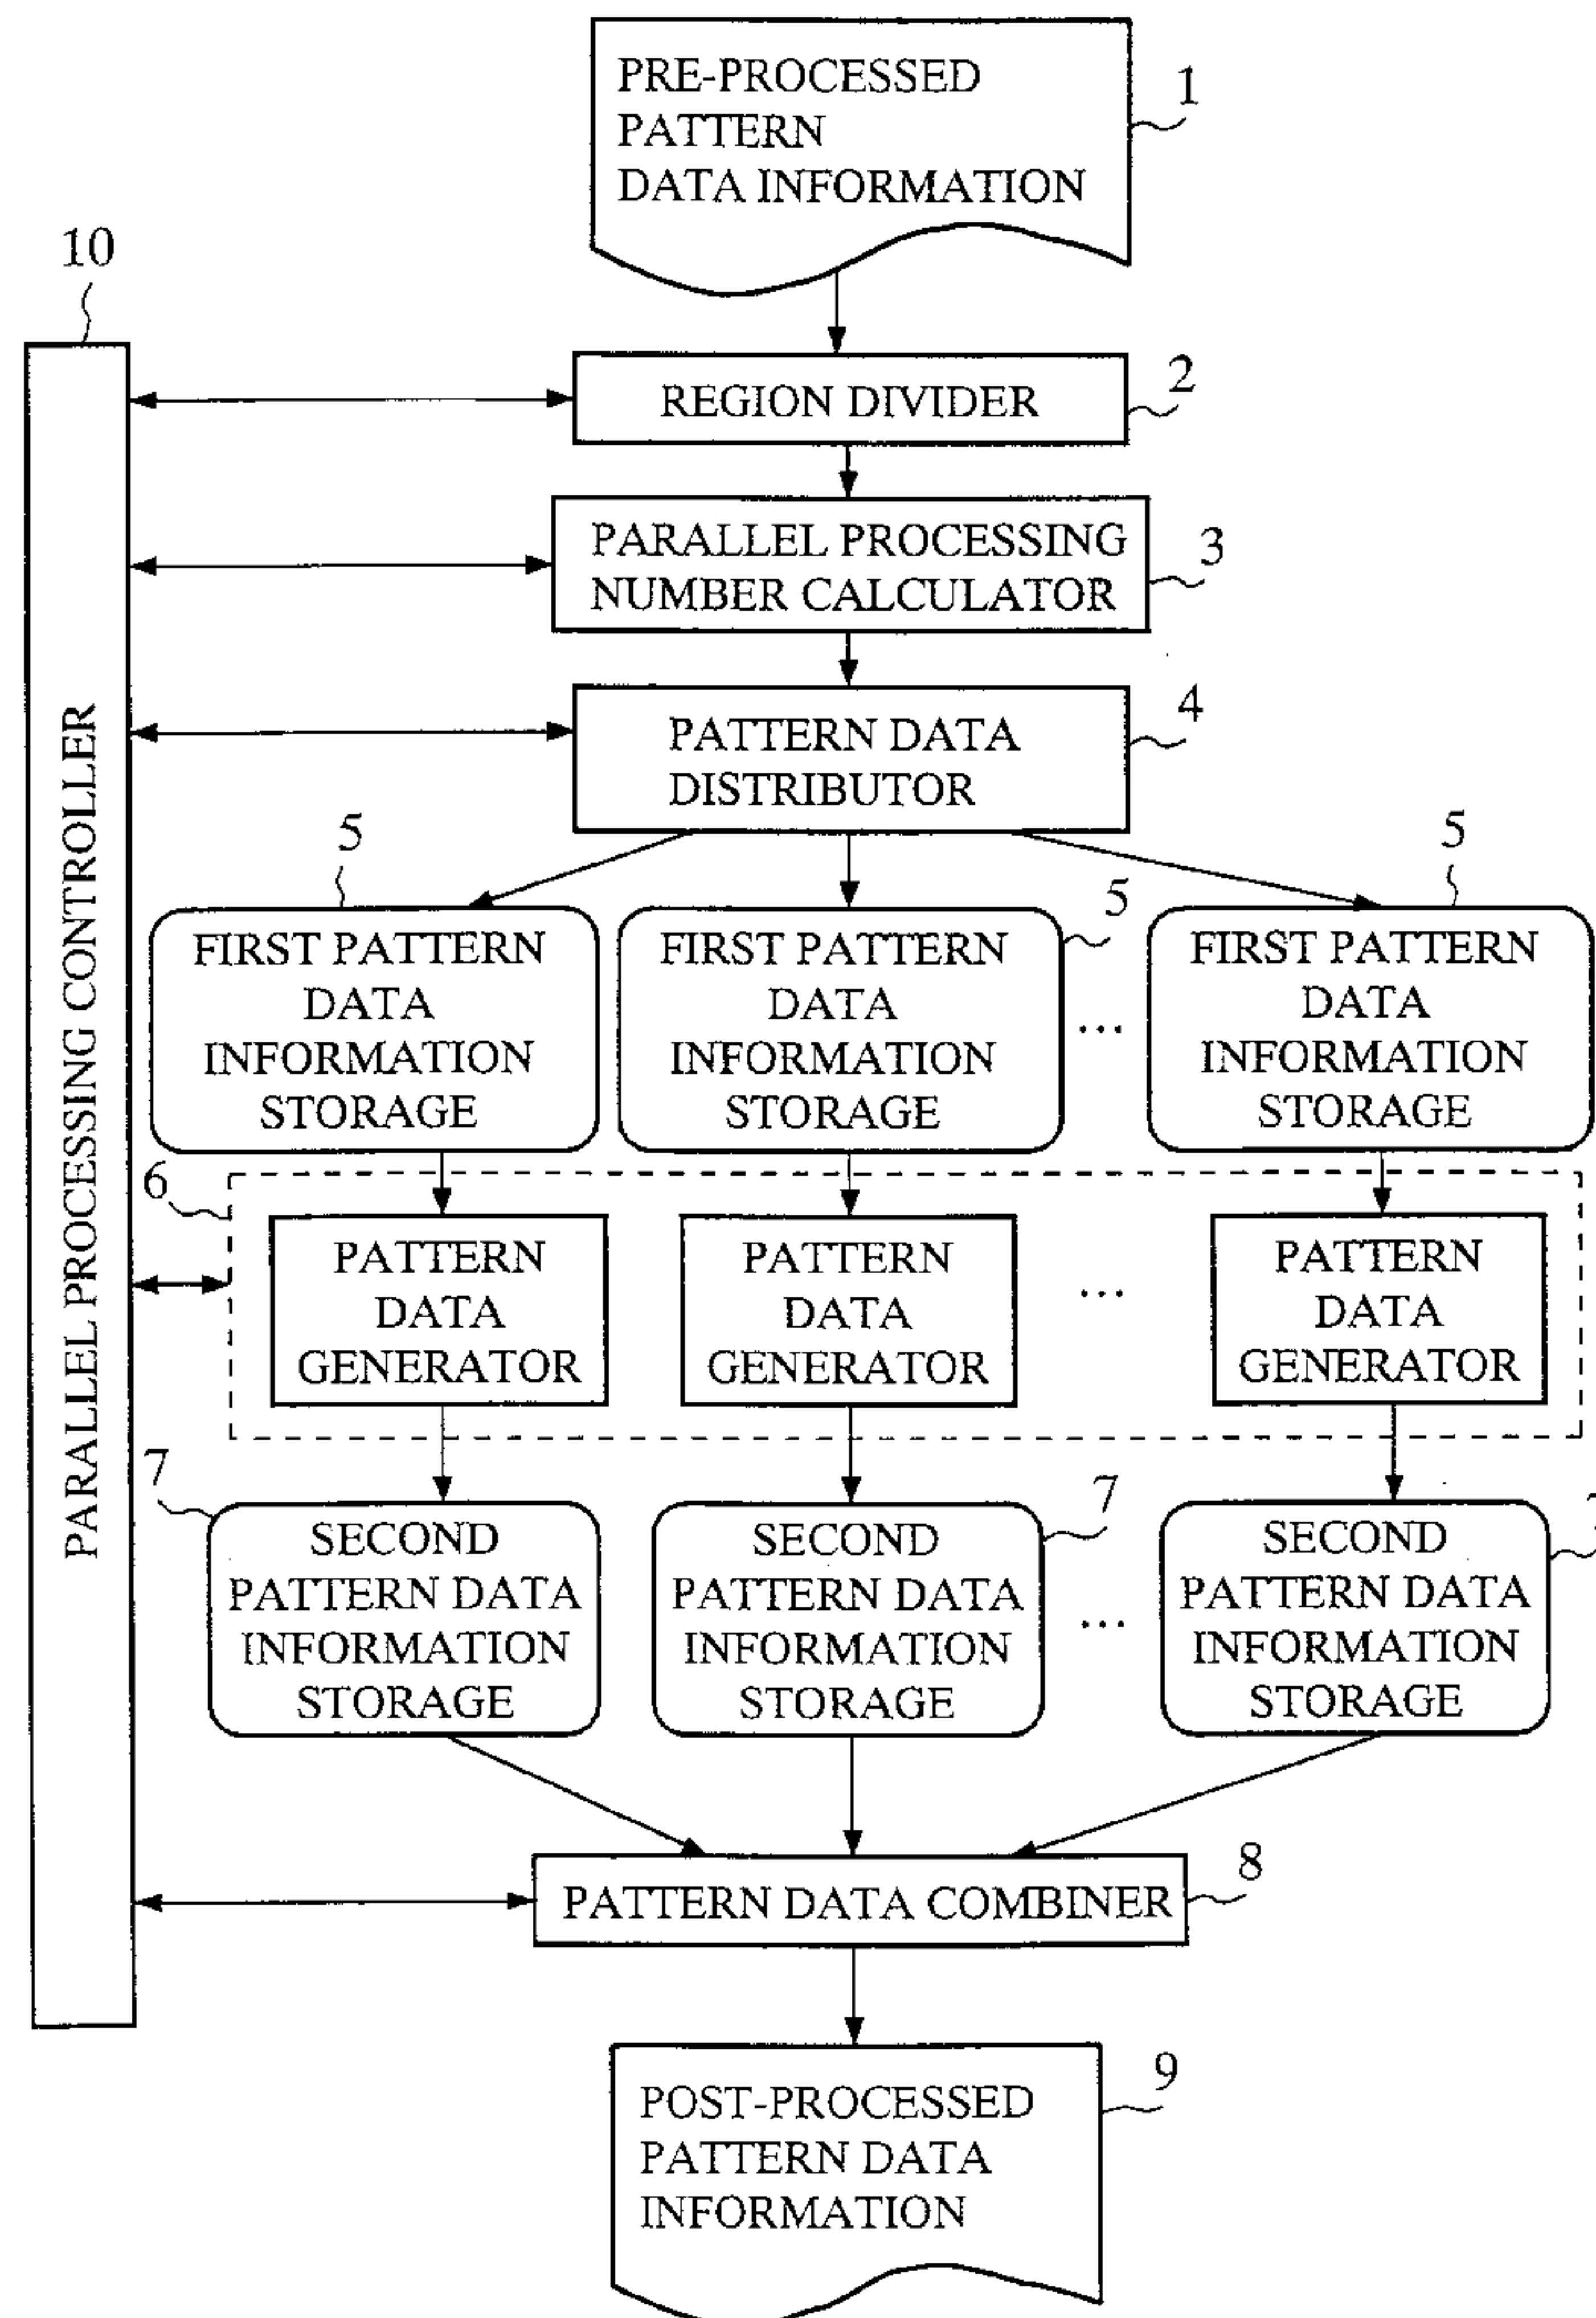 PRE-PROCESSED
PATTERN
DATA INFORMATION
1
10
REGION DIVIDER
2
PARALLEL PROCESSING
NUMBER CALCULATOR
3
PATTERN DATA
DISTRIBUTOR
4
PARALLEL PROCESSING CONTROLLER
5
5
5
FIRST PATTERN
DATA
INFORMATION
STORAGE
FIRST PATTERN
DATA
INFORMATION
STORAGE
...
FIRST PATTERN
DATA
INFORMATION
STORAGE
6
PATTERN
DATA
GENERATOR
PATTERN
DATA
GENERATOR
...
PATTERN
DATA
GENERATOR
7
SECOND
PATTERN DATA
INFORMATION
STORAGE
7
SECOND
PATTERN DATA
INFORMATION
STORAGE
...
SECOND
PATTERN DATA
INFORMATION
STORAGE
PATTERN DATA COMBINER
8
POST-PROCESSED
PATTERN DATA
INFORMATION
9